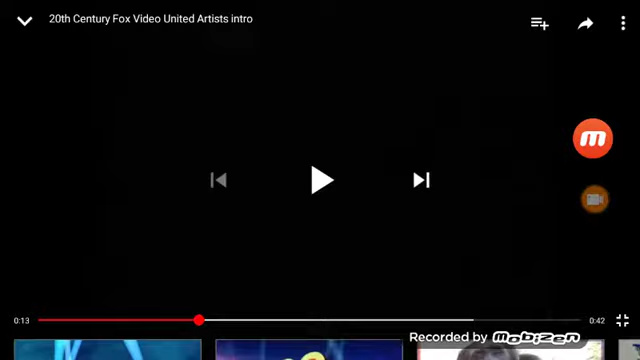 20th Century Fox Video United Artists intro
m
0:13
0:42
Recorded by MOBIZEN